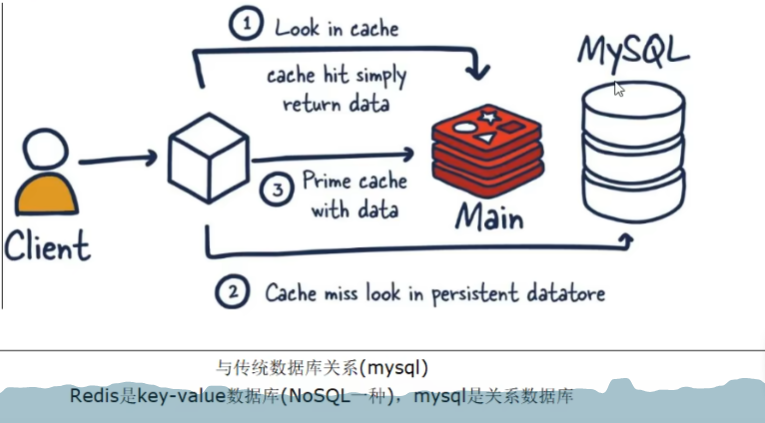 1 Look in cache
cache hit simply
return data
MySQL
3 Prime cache
with data
Main
Client
2 Cache miss look in persistent datatore
与传统数据库关系(mysql)
Redis是key-value数据库(NoSQL一种)，mysql是关系数据库